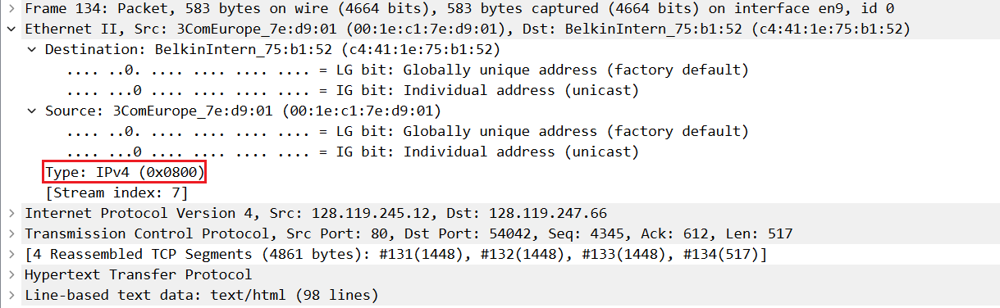 Frame 134: Packet, 583 bytes on wire (4664 bits), 583 bytes captured (4664 bits) on interface en9, id 0
Ethernet II, Src: 3ComEurope_7e:d9:01 (00:1e:c1:7e:d9:01), Dst: BelkinIntern_75:b1:52 (c4:41:1e:75:b1:52)
Destination: BelkinIntern_75:b1:52 (c4:41:1e:75:b1:52)
.... ..0. .... .... .... .... = LG bit: Globally unique address (factory default)
.... ...0 .... .... .... .... = IG bit: Individual address (unicast)
Source: 3ComEurope_7e:d9:01 (00:1e:c1:7e:d9:01)
.... ..0. .... .... .... .... = LG bit: Globally unique address (factory default)
.... ...0 .... .... .... .... = IG bit: Individual address (unicast)
Type: IPv4 (0x0800)
[Stream index: 7]
Internet Protocol Version 4, Src: 128.119.245.12, Dst: 128.119.247.66
Transmission Control Protocol, Src Port: 80, Dst Port: 54042, Seq: 4345, Ack: 612, Len: 517
[4 Reassembled TCP Segments (4861 bytes): #131(1448), #132(1448), #133(1448), #134(517)]
Hypertext Transfer Protocol
Line-based text data: text/html (98 lines)